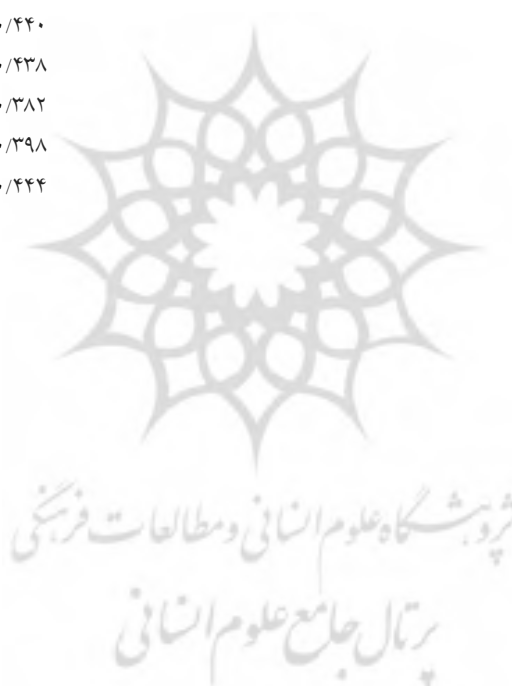 /۴۴۰
/۴۳۸
/۳۸۲
/۳۹۸
/۴۴۴
پژوهشگاه علوم انسانی و مطالعات فرهنگی
پرتال جامع علوم انسانی